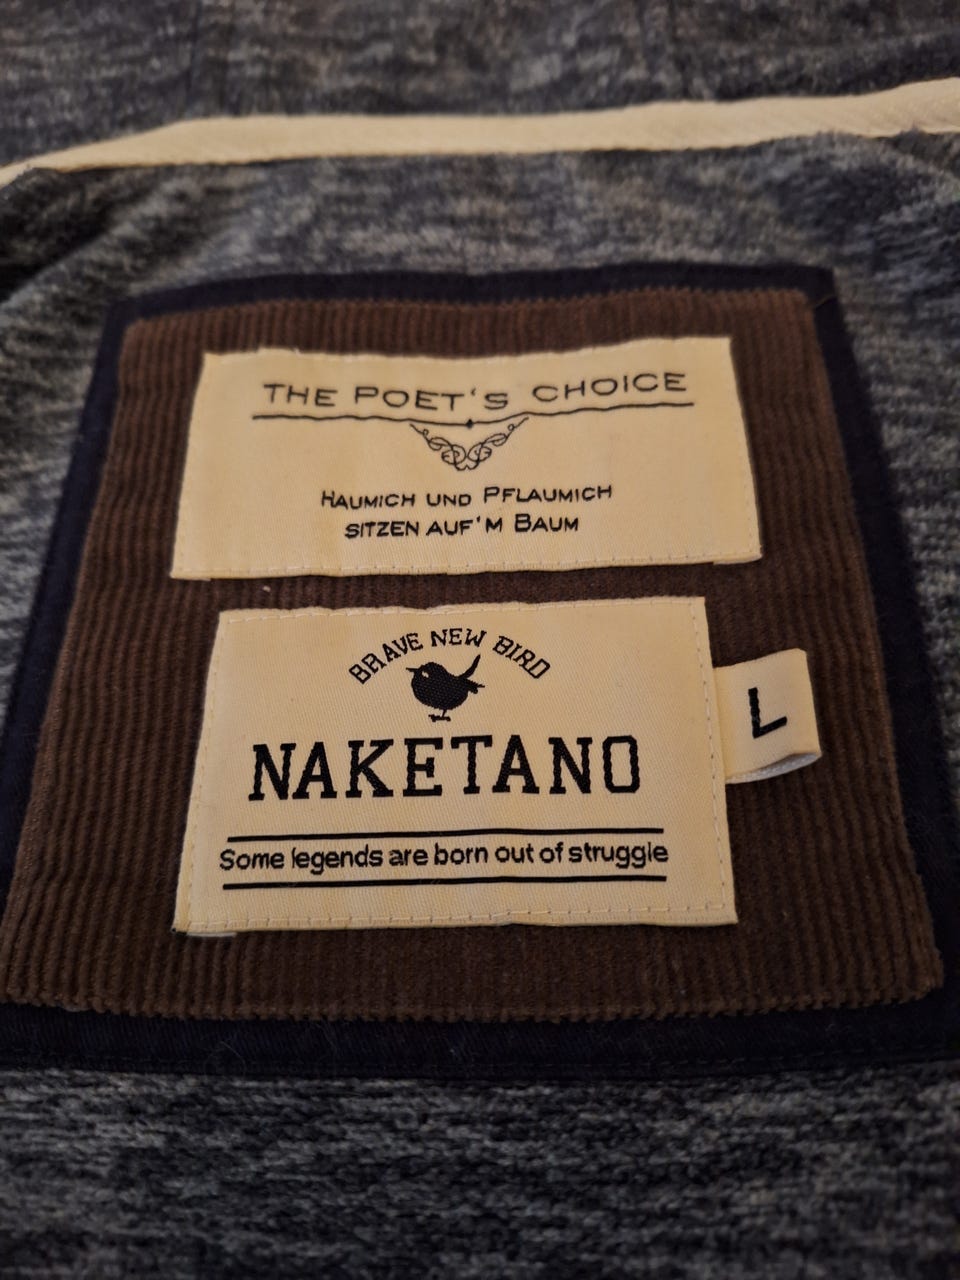 THE POET'S CHOICE
HAUMICH UND PFLAUMICH
SITZEN AUF'M BAUM
BRAVE NEW BIRD
NAKETANO
L
Some legends are born out of struggle